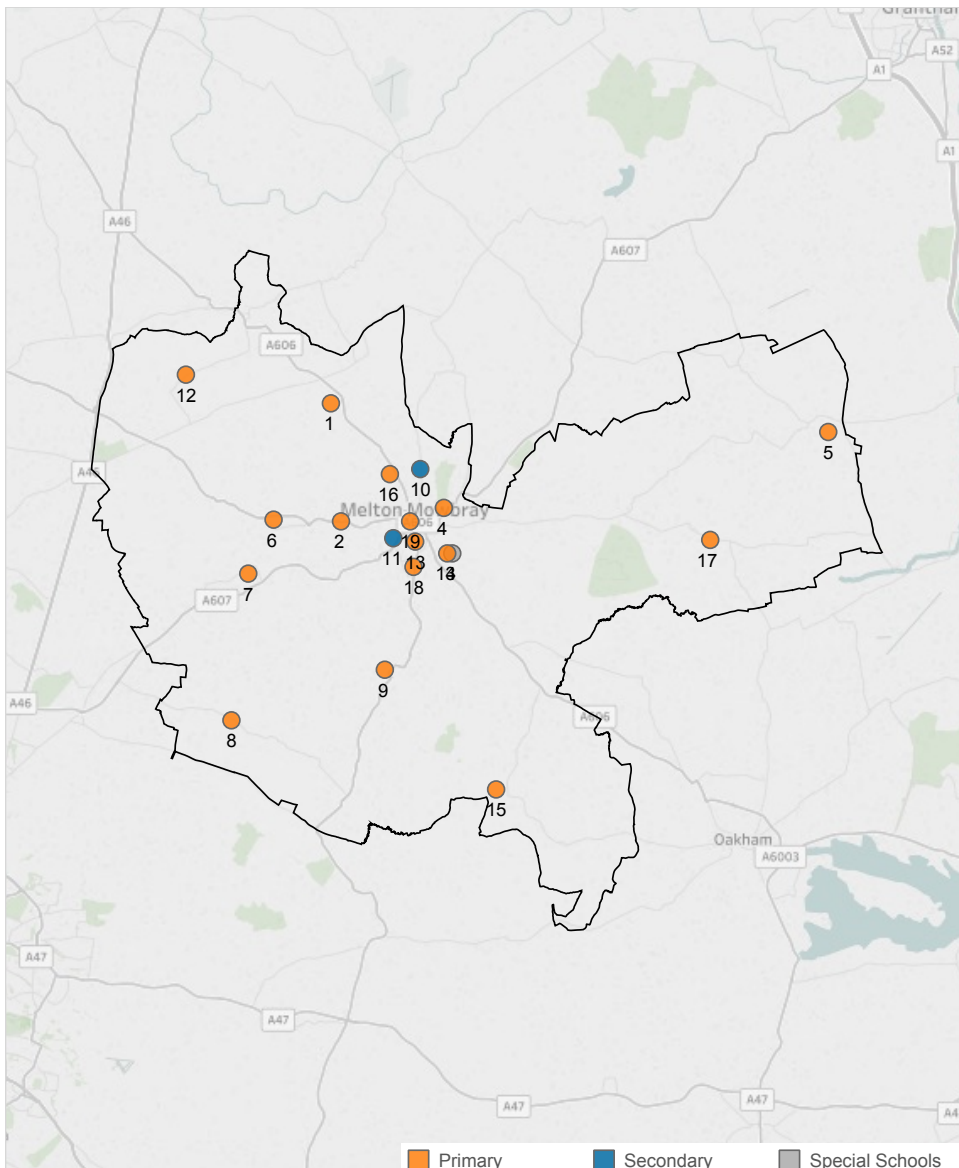 Grantham
A52
A1
A1
A46
A607
A606
12
1
5
A46
16
10
Melton Mowbray
4
6
2
19
17
11
13
18
7
A607
9
A46
8
A606
15
Oakham
A6003
A47
A47
A47
A47
Primary
Secondary
Special Schools